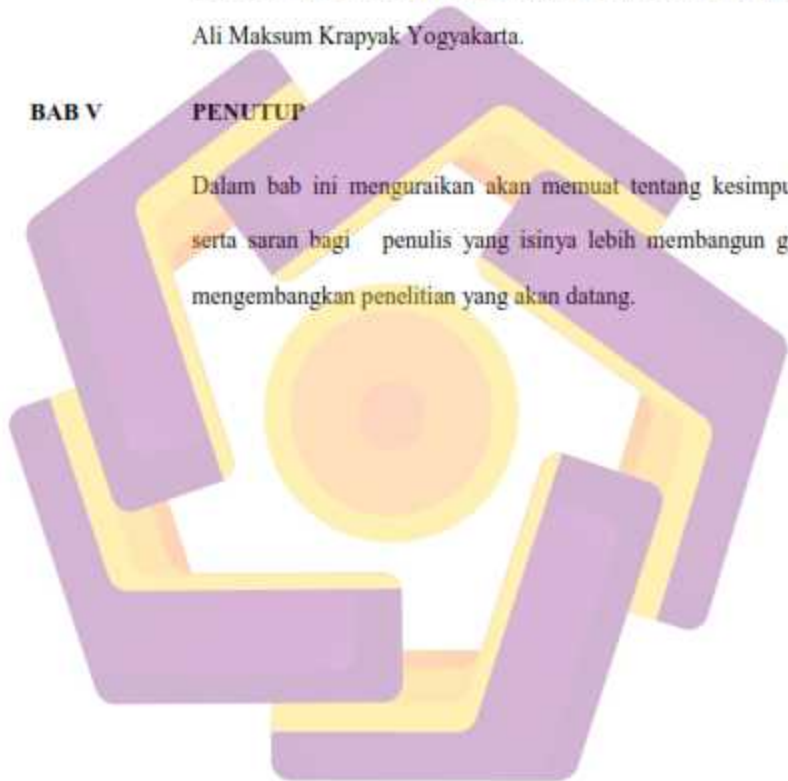 Ali Maksum Krapyak Yogyakarta.
BAB V PENUTUP
Dalam bab ini menguraikan akan memuat tentang kesimpu
serta saran bagi penulis yang isinya lebih membangun g
mengembangkan penelitian yang akan datang.